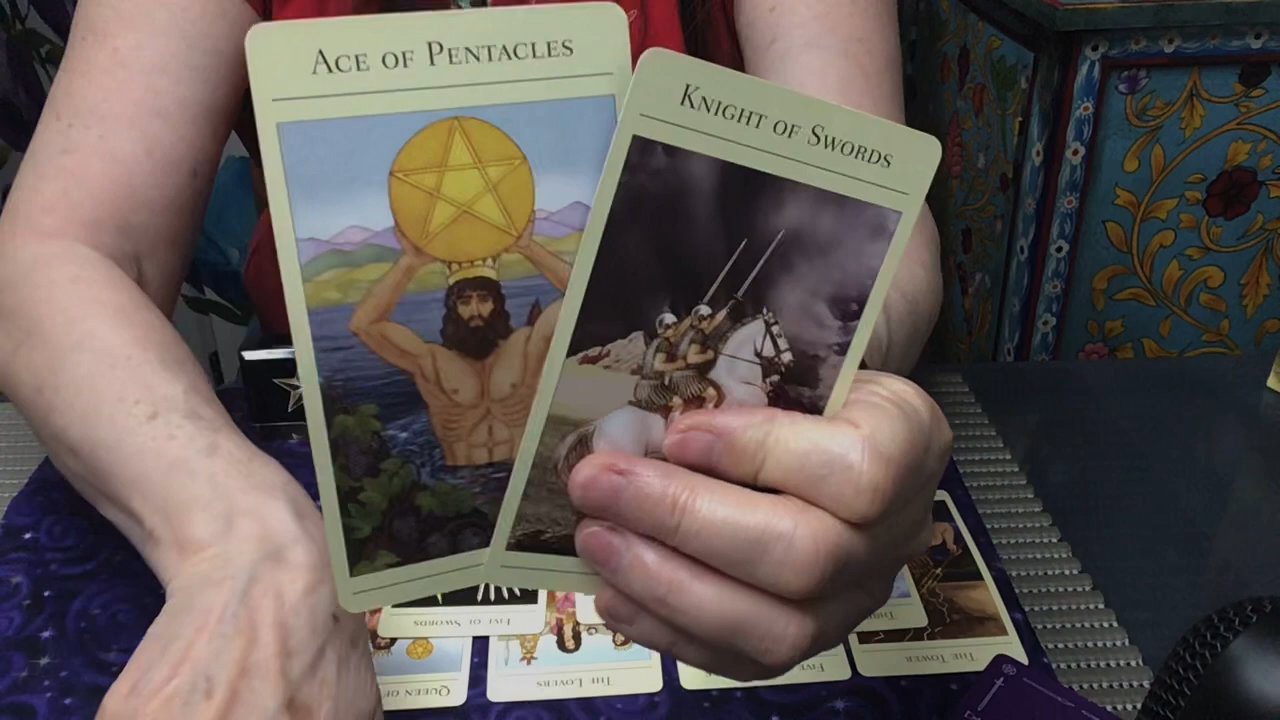 ACE OF PENTACLES
KNIGHT OF SWORDS
FIVE OF SWORDS
QUEEN OF
THE LOVERS
FIVE
THE TOWER